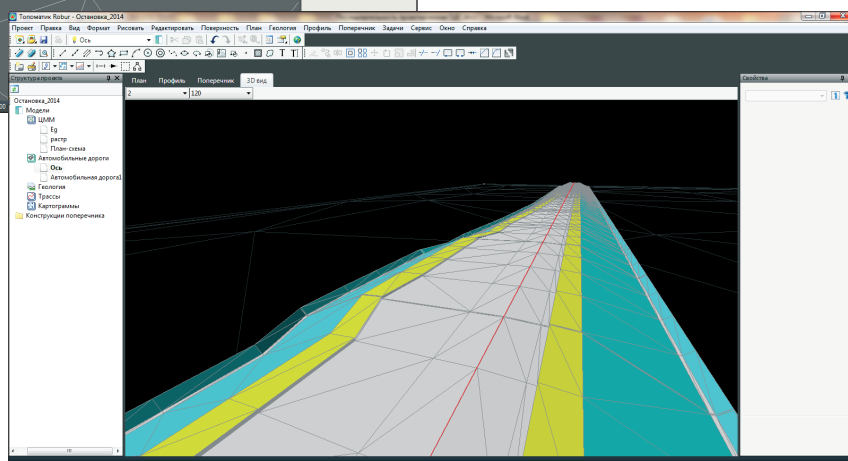 Топоматик Robur - Остановка_2014
Проект Правка Вид Формат Рисовать Редактировать Поверхность План Геология Профиль Поперечник Задачи Сервис Окно Справка
Ось
Структура проекта
План Профиль Поперечник 3D вид
Свойства
2 120
Остановка_2014
Модели
ЦММ
Eg
растр
План-схема
Автомобильные дороги
Ось
Автомобильная дорога1
Геология
Трассы
Картограммы
Конструкции поперечника